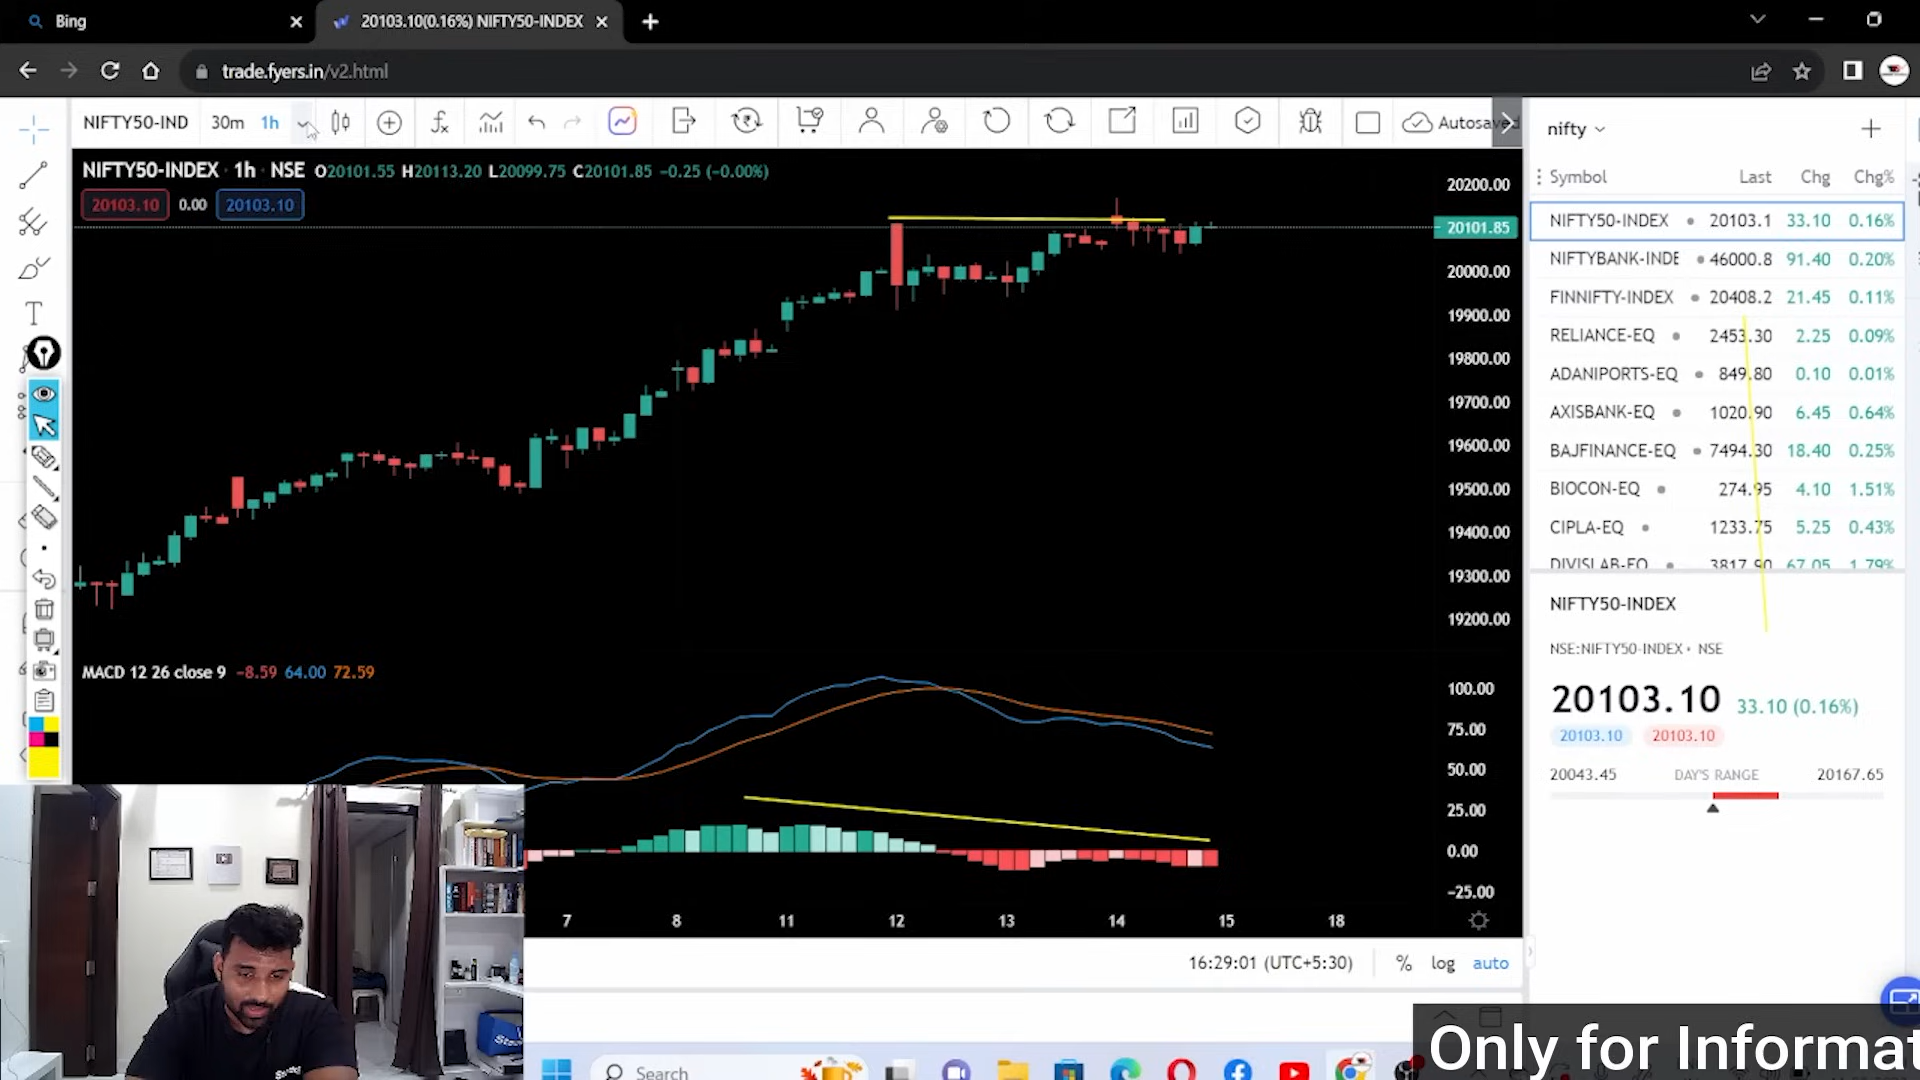 Bing
20103.10(0.16%) NIFTY50-INDEX
trade.fyers.in/v2.html
NIFTY50-IND 30m 1h
Autosaved
nifty
NIFTY50-INDEX · 1h · NSE O20101.55 H20113.20 L20099.75 C20101.85 −0.25 (−0.00%)
20103.10 0.00 20103.10
20200.00
20101.85
20000.00
19900.00
19800.00
19700.00
19600.00
19500.00
19400.00
19300.00
19200.00
MACD 12 26 close 9 −8.59 64.00 72.59
100.00
75.00
50.00
25.00
0.00
−25.00
7 8 11 12 13 14 15 18
16:29:01 (UTC+5:30) % log auto
Symbol Last Chg Chg%
NIFTY50-INDEX 20103.1 33.10 0.16%
NIFTYBANK-INDE 46000.8 91.40 0.20%
FINNIFTY-INDEX 20408.2 21.45 0.11%
RELIANCE-EQ 2453.30 2.25 0.09%
ADANIPORTS-EQ 849.80 0.10 0.01%
AXISBANK-EQ 1020.90 6.45 0.64%
BAJFINANCE-EQ 7494.30 18.40 0.25%
BIOCON-EQ 274.95 4.10 1.51%
CIPLA-EQ 1233.75 5.25 0.43%
DIVISLAB-EQ 3817.90 67.05 1.79%
NIFTY50-INDEX
NSE:NIFTY50-INDEX • NSE
20103.10 33.10 (0.16%)
20103.10 20103.10
20043.45 DAY'S RANGE 20167.65
Search
Only for Informat